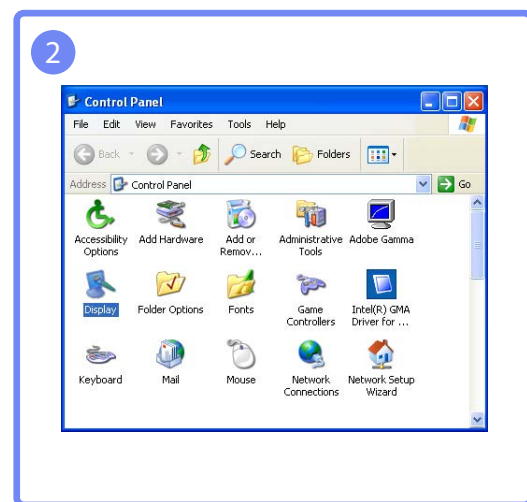 2
Control Panel
File Edit View Favorites Tools Help
Back Search Folders
Address Control Panel Go
Accessibility Options
Add Hardware
Add or Remov...
Administrative Tools
Adobe Gamma
Display
Folder Options
Fonts
Game Controllers
Intel(R) GMA Driver for ...
Keyboard
Mail
Mouse
Network Connections
Network Setup Wizard